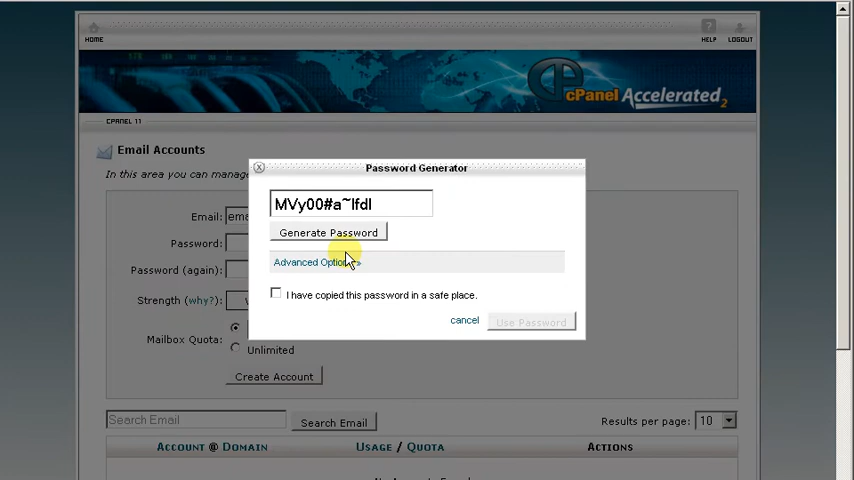 HOME
HELP
LOGOUT
cPanel Accelerated2
CPANEL 11
Email Accounts
In this area you can manage
Password Generator
Email:
Password:
Password (again):
Strength (why?):
Mailbox Quota:
MVy00#a~lfdl
Generate Password
Advanced Options »
I have copied this password in a safe place.
cancel
Use Password
Unlimited
Create Account
Search Email
Search Email
Results per page:
10
ACCOUNT @ DOMAIN
USAGE / QUOTA
ACTIONS